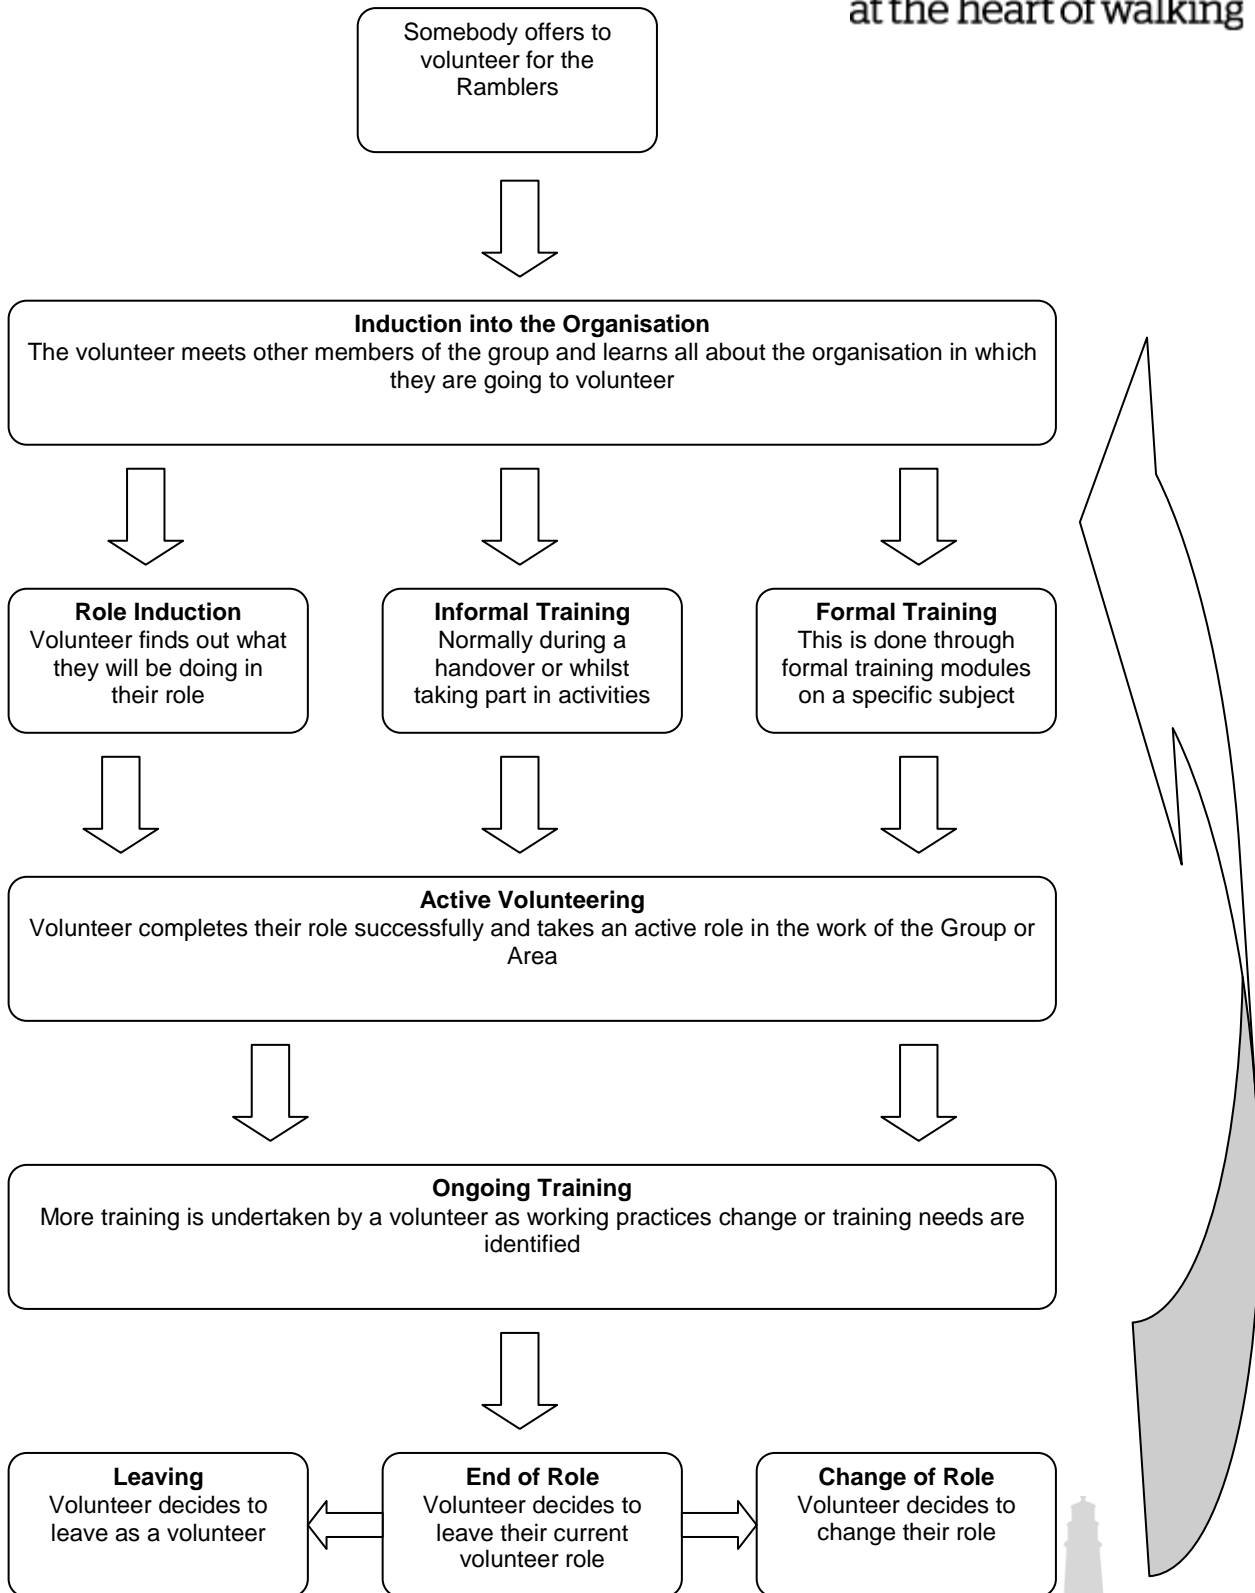 at the heart of walking
Somebody offers to
volunteer for the
Ramblers
Induction into the Organisation
The volunteer meets other members of the group and learns all about the organisation in which
they are going to volunteer
Role Induction
Volunteer finds out what
they will be doing in
their role
Informal Training
Normally during a
handover or whilst
taking part in activities
Formal Training
This is done through
formal training modules
on a specific subject
Active Volunteering
Volunteer completes their role successfully and takes an active role in the work of the Group or
Area
Ongoing Training
More training is undertaken by a volunteer as working practices change or training needs are
identified
Leaving
Volunteer decides to
leave as a volunteer
End of Role
Volunteer decides to
leave their current
volunteer role
Change of Role
Volunteer decides to
change their role